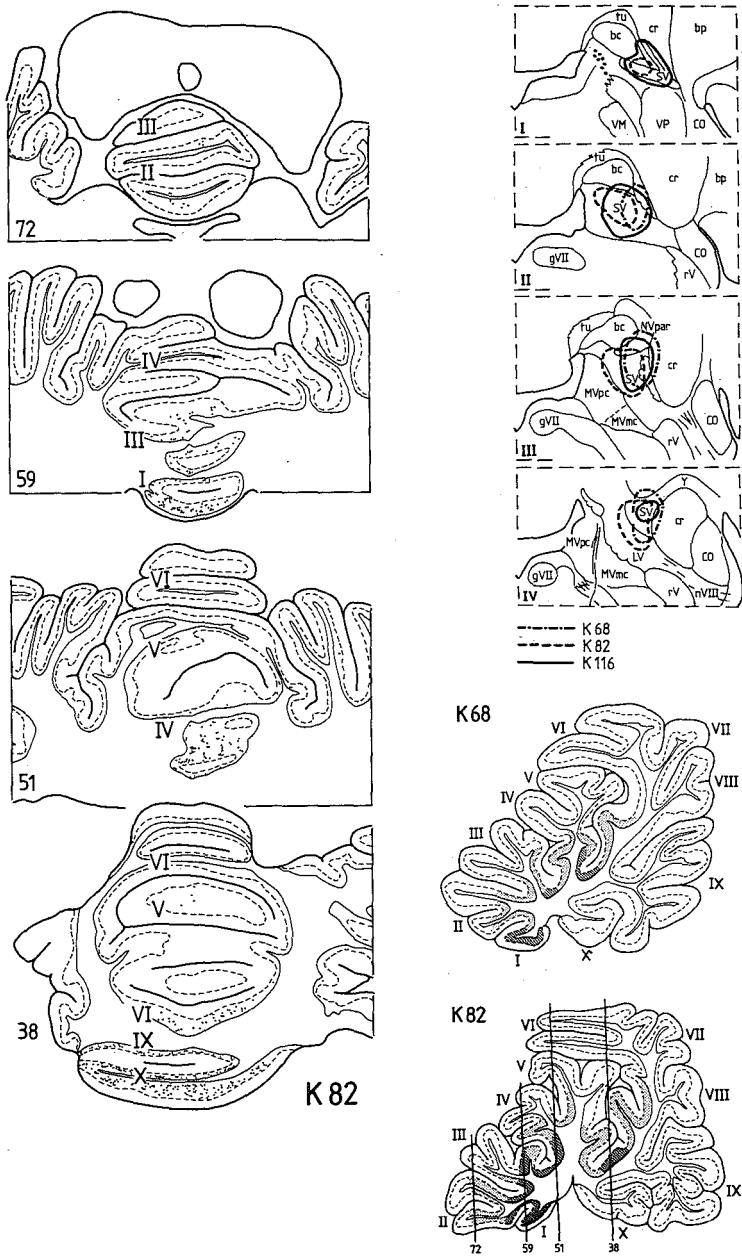 III
II
72
IV
III
I
59
VI
V
IV
51
VI
V
VI
IX
X
38
K 82
tu cr bp
bc
SV
VM VP CO
I
tu
bc cr bp
SV
gVII
CO
rV
II
tu bc NVpar
SV cr
MVpc
gVII MVmc rV CO
III
Y
SV
cr
MVpc LV CO
gVII MVmc rV nVIII
IV
K 68
K 82
K 116
K68
VI VII
V VIII
IV
III
IX
II
I X
K82
VI VII
V
IV VIII
III
IX
II I X
72 59 51 38